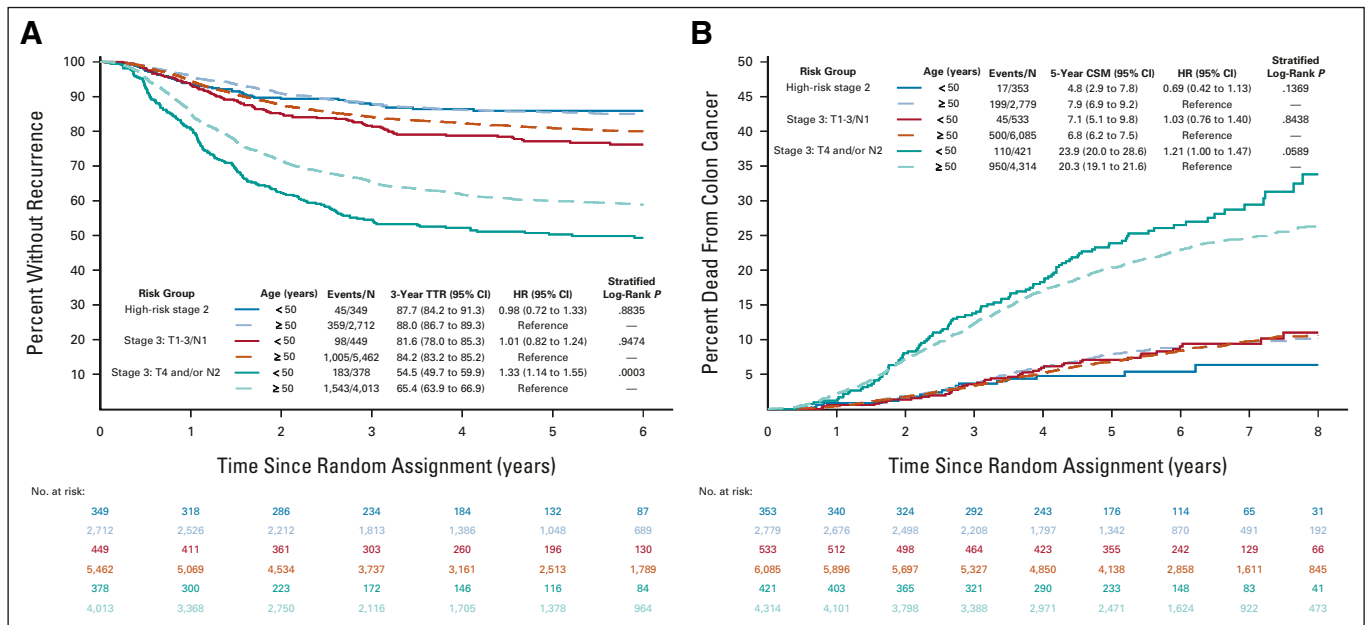 A
Percent Without Recurrence
100
90
80
70
60
50
40
30
20
10
Risk Group Age (years) Events/N 3-Year TTR (95% CI) HR (95% CI) Stratified Log-Rank P
High-risk stage 2 < 50 45/349 87.7 (84.2 to 91.3) 0.98 (0.72 to 1.33) .8835
≥ 50 359/2,712 88.0 (86.7 to 89.3) Reference —
Stage 3: T1-3/N1 < 50 98/449 81.6 (78.0 to 85.3) 1.01 (0.82 to 1.24) .9474
≥ 50 1,005/5,462 84.2 (83.2 to 85.2) Reference —
Stage 3: T4 and/or N2 < 50 183/378 54.5 (49.7 to 59.9) 1.33 (1.14 to 1.55) .0003
≥ 50 1,543/4,013 65.4 (63.9 to 66.9) Reference —
0 1 2 3 4 5 6
Time Since Random Assignment (years)
No. at risk:
349 318 286 234 184 132 87
2,712 2,526 2,212 1,813 1,386 1,048 689
449 411 361 303 260 196 130
5,462 5,069 4,534 3,737 3,161 2,513 1,789
378 300 223 172 146 116 84
4,013 3,368 2,750 2,116 1,705 1,378 964
B
Percent Dead From Colon Cancer
50
45
40
35
30
25
20
15
10
5
Risk Group Age (years) Events/N 5-Year CSM (95% CI) HR (95% CI) Stratified Log-Rank P
High-risk stage 2 < 50 17/353 4.8 (2.9 to 7.8) 0.69 (0.42 to 1.13) .1369
≥ 50 199/2,779 7.9 (6.9 to 9.2) Reference —
Stage 3: T1-3/N1 < 50 45/533 7.1 (5.1 to 9.8) 1.03 (0.76 to 1.40) .8438
≥ 50 500/6,085 6.8 (6.2 to 7.5) Reference —
Stage 3: T4 and/or N2 < 50 110/421 23.9 (20.0 to 28.6) 1.21 (1.00 to 1.47) .0589
≥ 50 950/4,314 20.3 (19.1 to 21.6) Reference —
0 1 2 3 4 5 6 7 8
Time Since Random Assignment (years)
No. at risk:
353 340 324 292 243 176 114 65 31
2,779 2,676 2,498 2,208 1,797 1,342 870 491 192
533 512 498 464 423 355 242 129 66
6,085 5,896 5,697 5,327 4,850 4,138 2,858 1,611 845
421 403 365 321 290 233 148 83 41
4,314 4,101 3,798 3,388 2,971 2,471 1,624 922 473